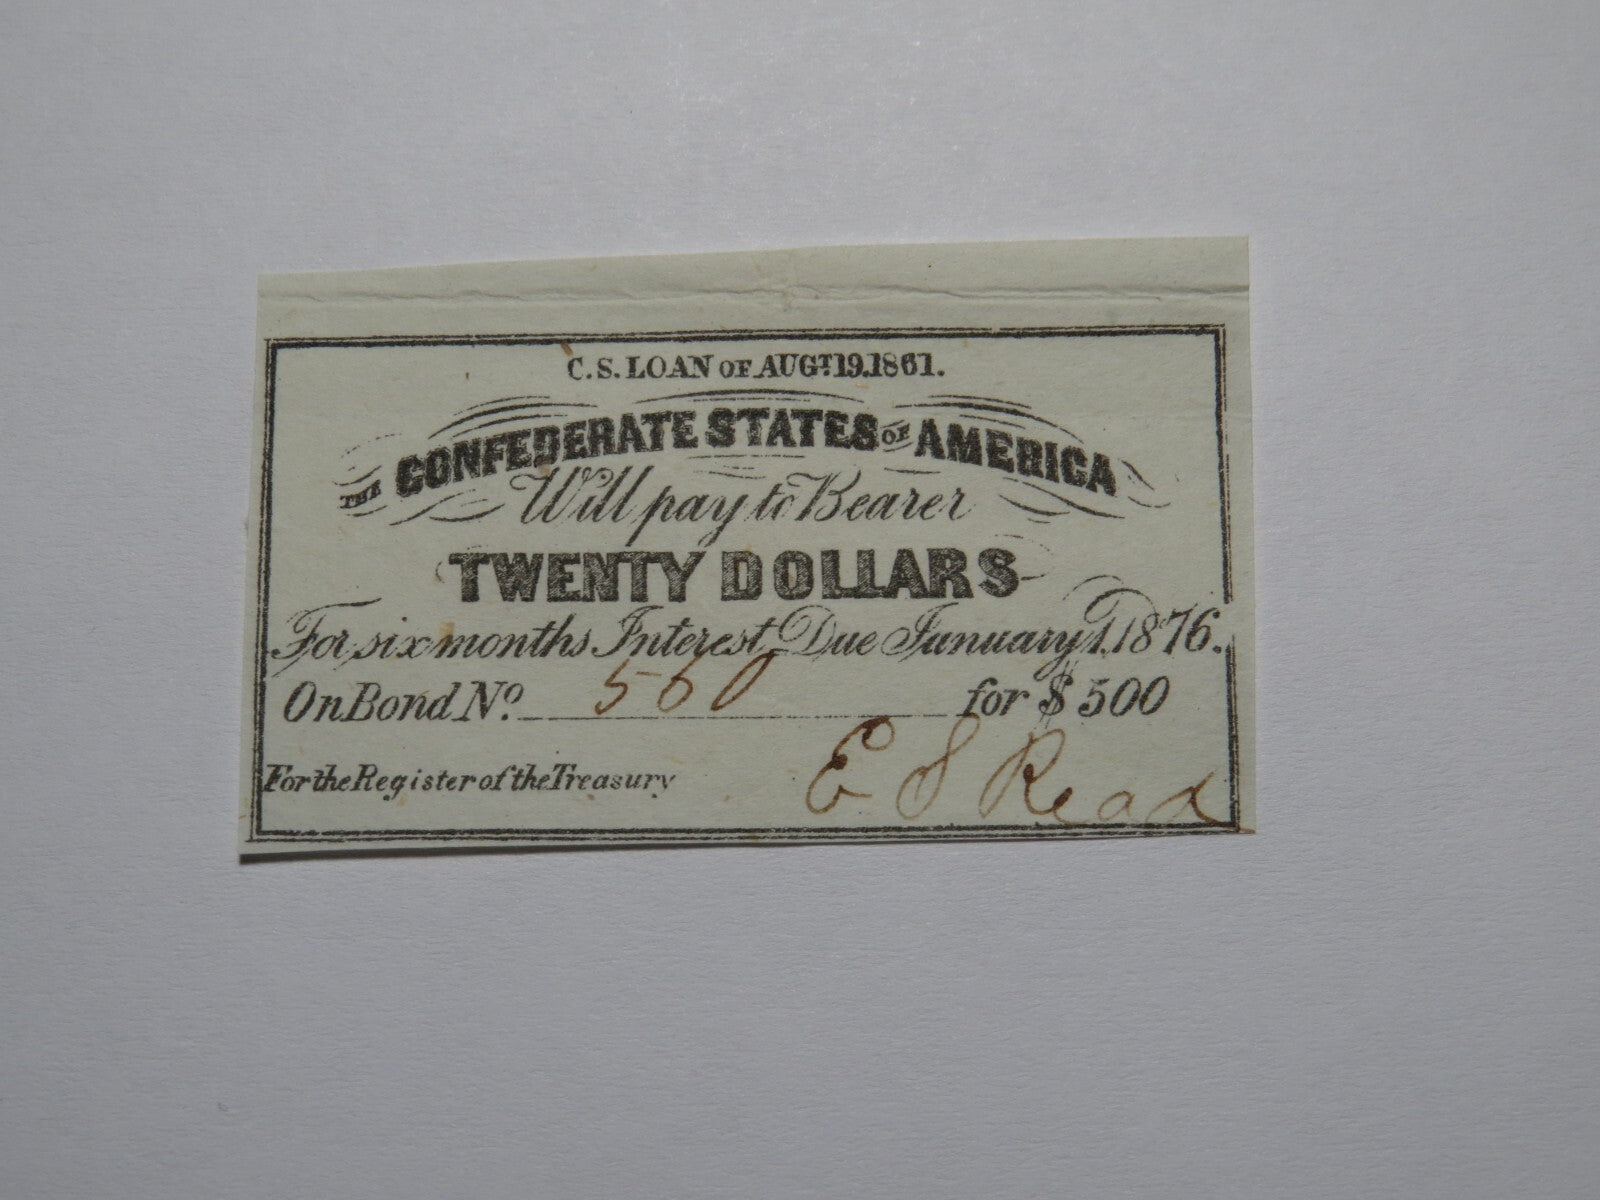 C.S. LOAN OF AUGT. 19. 1861.
THE CONFEDERATE STATES OF AMERICA
Will pay to Bearer
TWENTY DOLLARS
For six months Interest Due January 1. 1876.
On Bond No. 560 for $500
For the Register of the Treasury E S Read